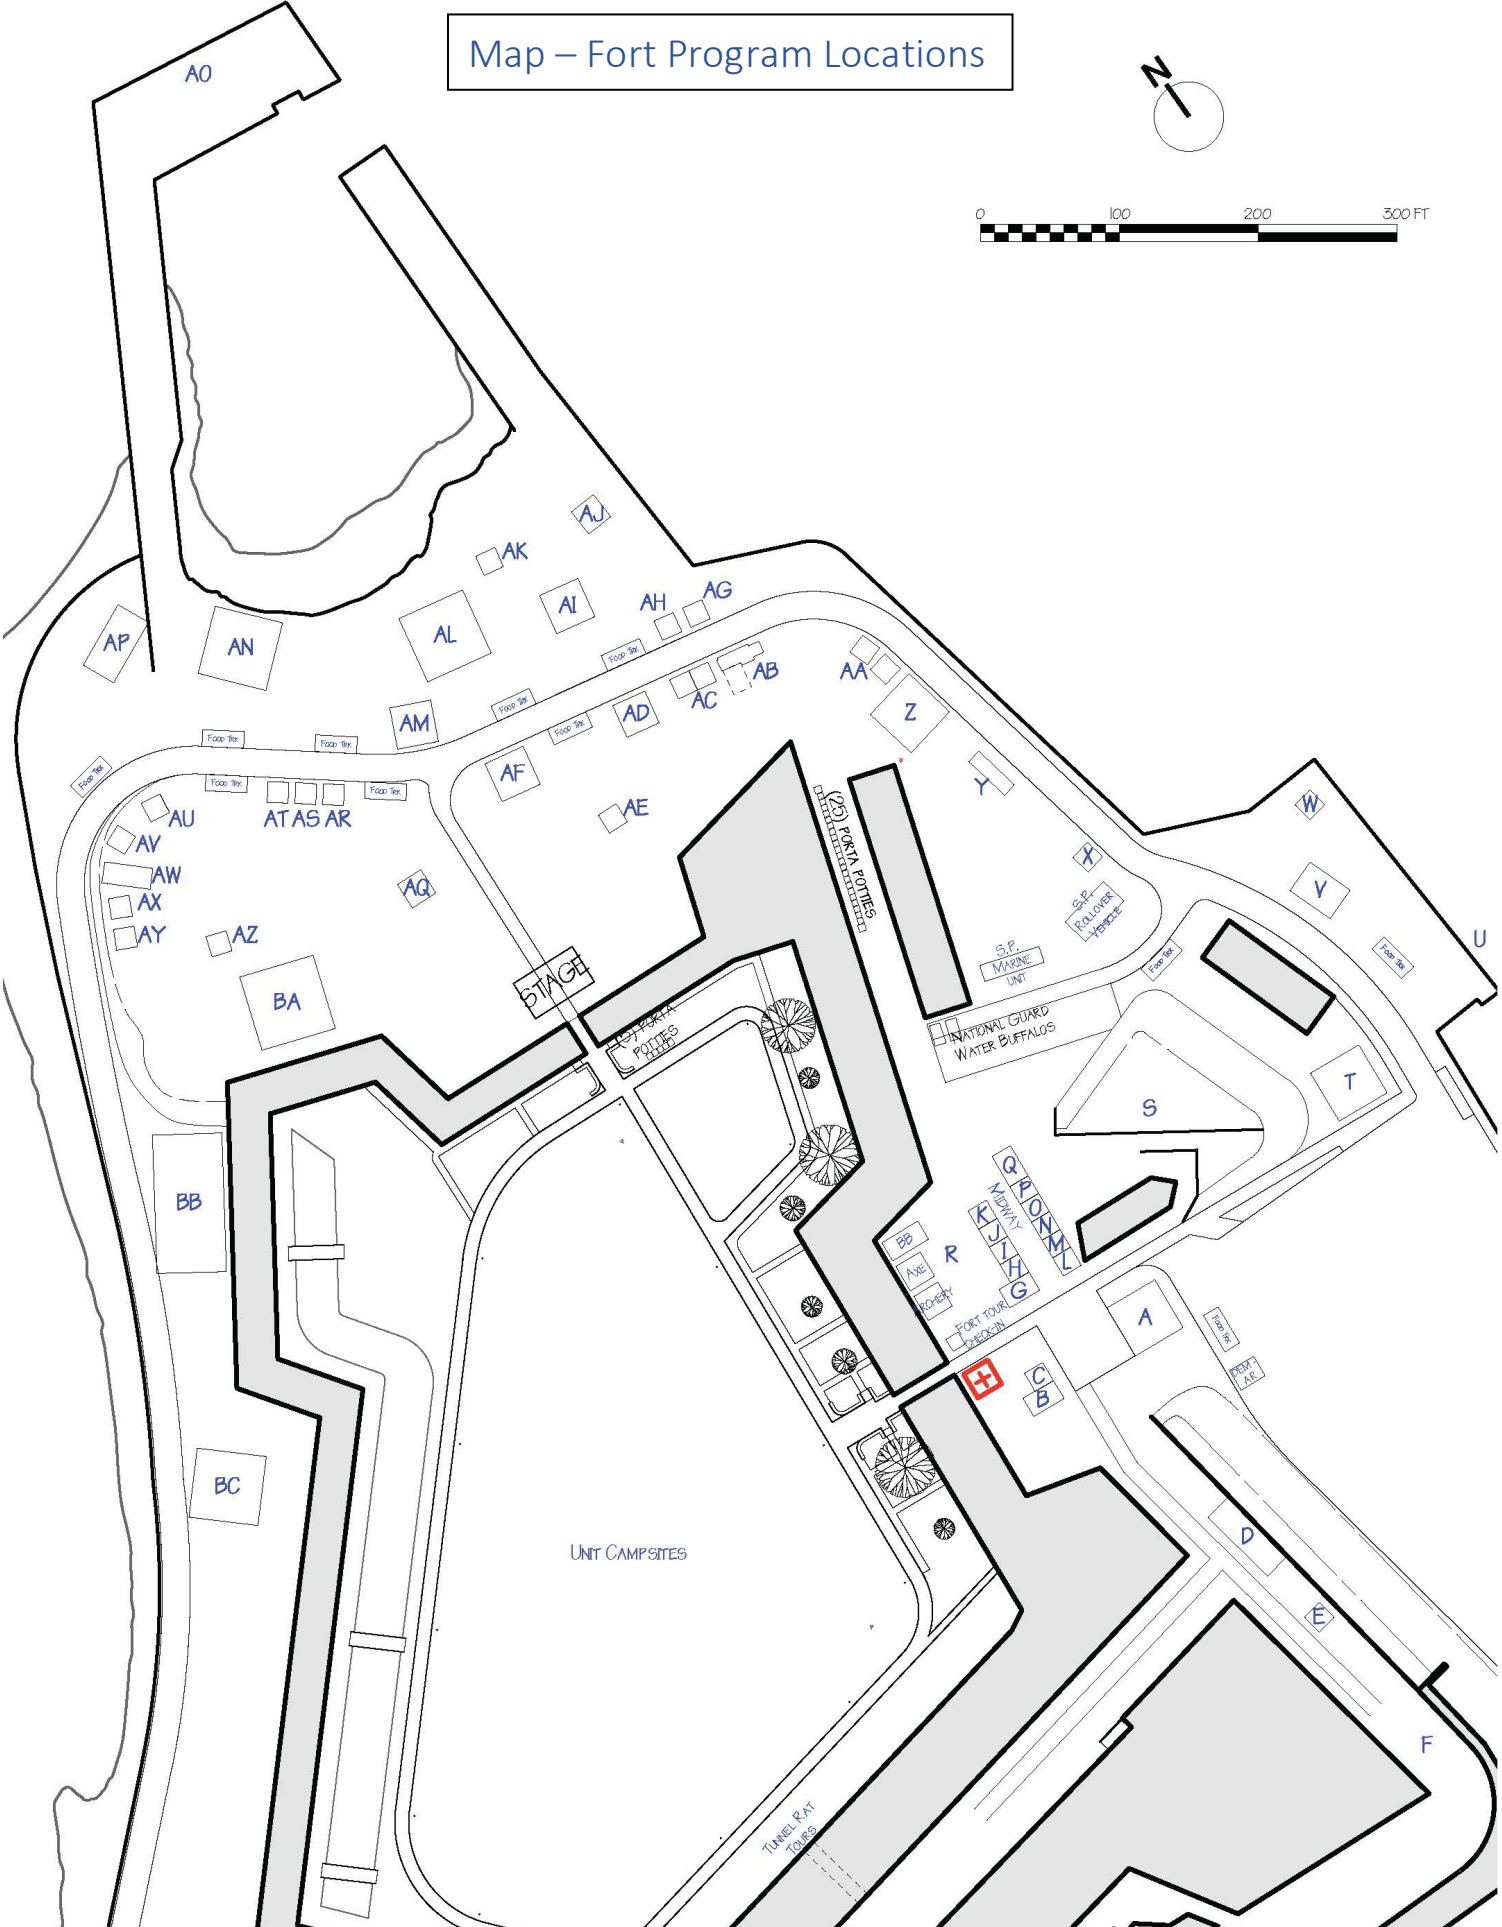 Map – Fort Program Locations
AO
N
0 100 200 300 FT
AJ
AK
AI
AH
AG
AP
AN
AL
Food Trk
AB
AA
AC
AM
Food Trk
AD
Z
Food Trk
Food Trk
Food Trk
Food Trk
AF
Y
Food Trk
Food Trk
AU
AT AS AR
AE
W
(25) PORTA POTTIES
AV
X
AW
AQ
V
AX
S.P.
ROLLOVER
VEHICLE
AY
AZ
U
S.P.
MARINE
UNIT
Food Trk
Food Trk
STAGE
BA
PORTA
POTTIES
NATIONAL GUARD
WATER BUFFALOS
T
S
Q
P
O
N
M
L
MIDWAY
K
J
I
H
G
BB
BB
R
AXE
ARCHERY
FORT TOUR
CHECK-IN
A
Food Trk
DEM-
AR
C
B
BC
D
UNIT CAMPSITES
E
F
TUNNEL RAT
TOURS